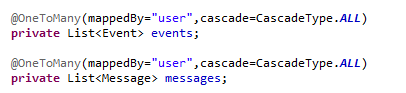 @OneToMany(mappedBy="user",cascade=CascadeType.ALL)
private List<Event> events;
@OneToMany(mappedBy="user",cascade=CascadeType.ALL)
private List<Message> messages;